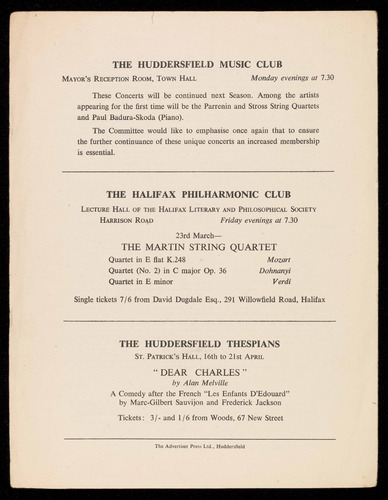 THE HUDDERSFIELD MUSIC CLUB
MAYOR'S RECEPTION ROOM, TOWN HALL Monday evenings at 7.30
These Concerts will be continued next Season. Among the artists
appearing for the first time will be the Parrenin and Stross String Quartets
and Paul Badura-Skoda (Piano).
The Committee would like to emphasise once again that to ensure
the further continuance of these unique concerts an increased membership
is essential.
THE HALIFAX PHILHARMONIC CLUB
LECTURE HALL OF THE HALIFAX LITERARY AND PHILOSOPHICAL SOCIETY
HARRISON ROAD Friday evenings at 7.30
23rd March—
THE MARTIN STRING QUARTET
Quartet in E flat K.248 Mozart
Quartet (No. 2) in C major Op. 36 Dohnanyi
Quartet in E minor Verdi
Single tickets 7/6 from David Dugdale Esq., 291 Willowfield Road, Halifax
THE HUDDERSFIELD THESPIANS
ST. PATRICK'S HALL, 16th to 21st APRIL
" DEAR CHARLES "
by Alan Melville
A Comedy after the French "Les Enfants D'Edouard"
by Marc-Gilbert Sauvijon and Frederick Jackson
Tickets: 3/- and 1/6 from Woods, 67 New Street
The Advertiser Press Ltd., Huddersfield